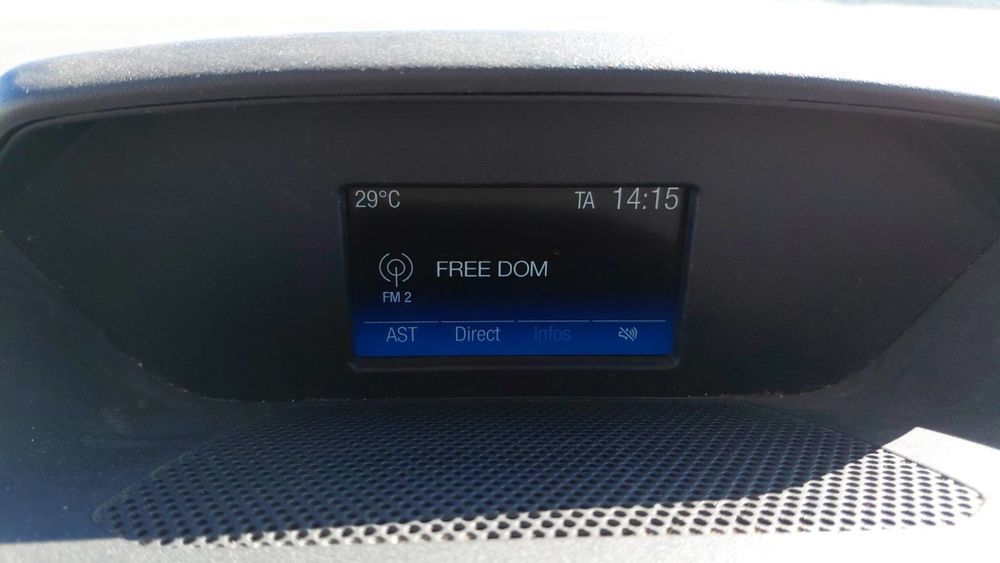 29°C TA 14:15
FREE DOM
FM 2
AST Direct Infos